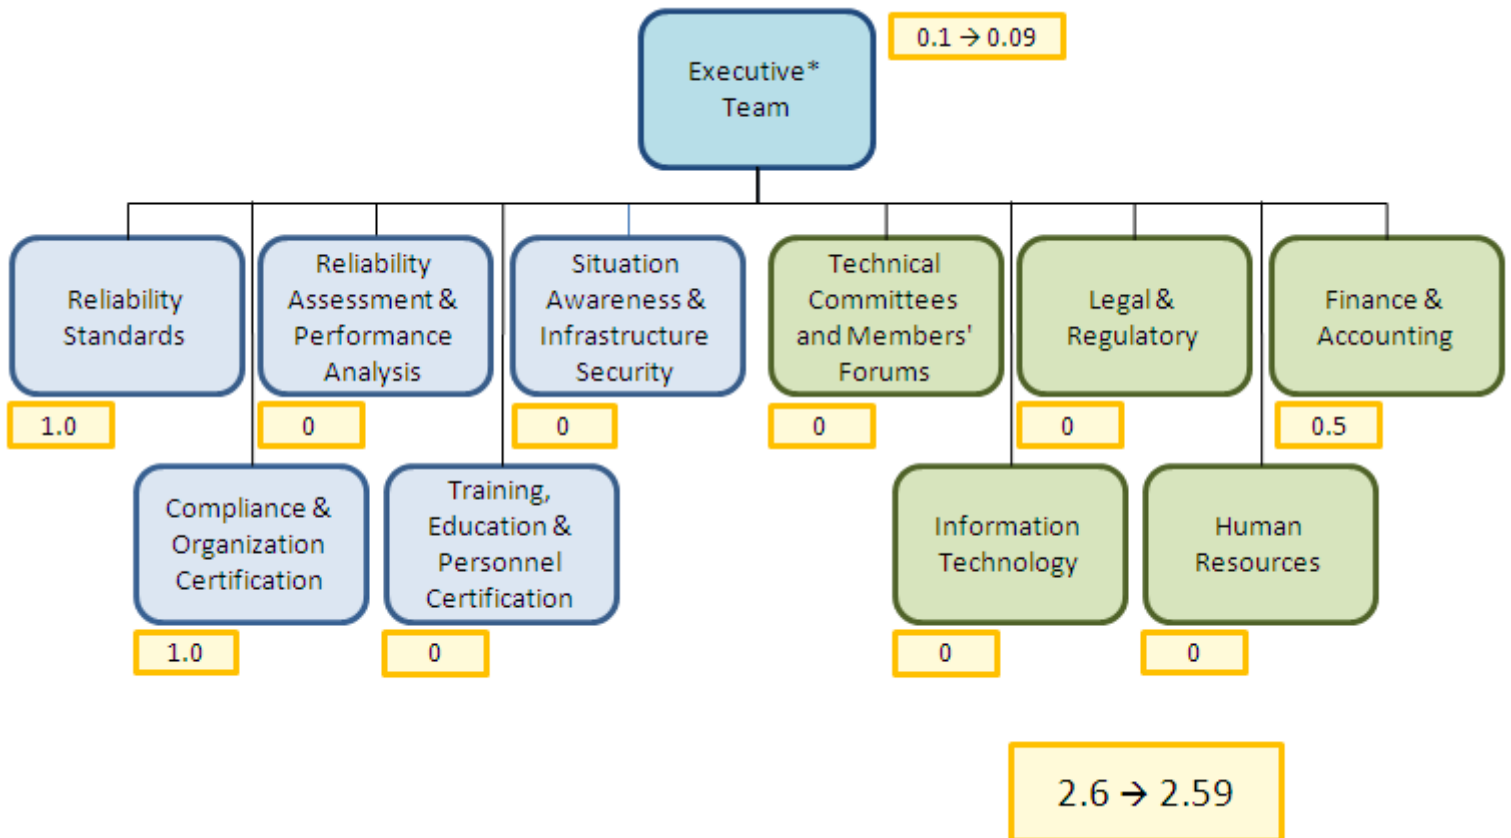 Executive*
Team
0.1 → 0.09
Reliability
Standards
1.0
Reliability
Assessment &
Performance
Analysis
0
Situation
Awareness &
Infrastructure
Security
0
Technical
Committees
and Members'
Forums
0
Legal &
Regulatory
0
Finance &
Accounting
0.5
Compliance &
Organization
Certification
1.0
Training,
Education &
Personnel
Certification
0
Information
Technology
0
Human
Resources
0
2.6 → 2.59